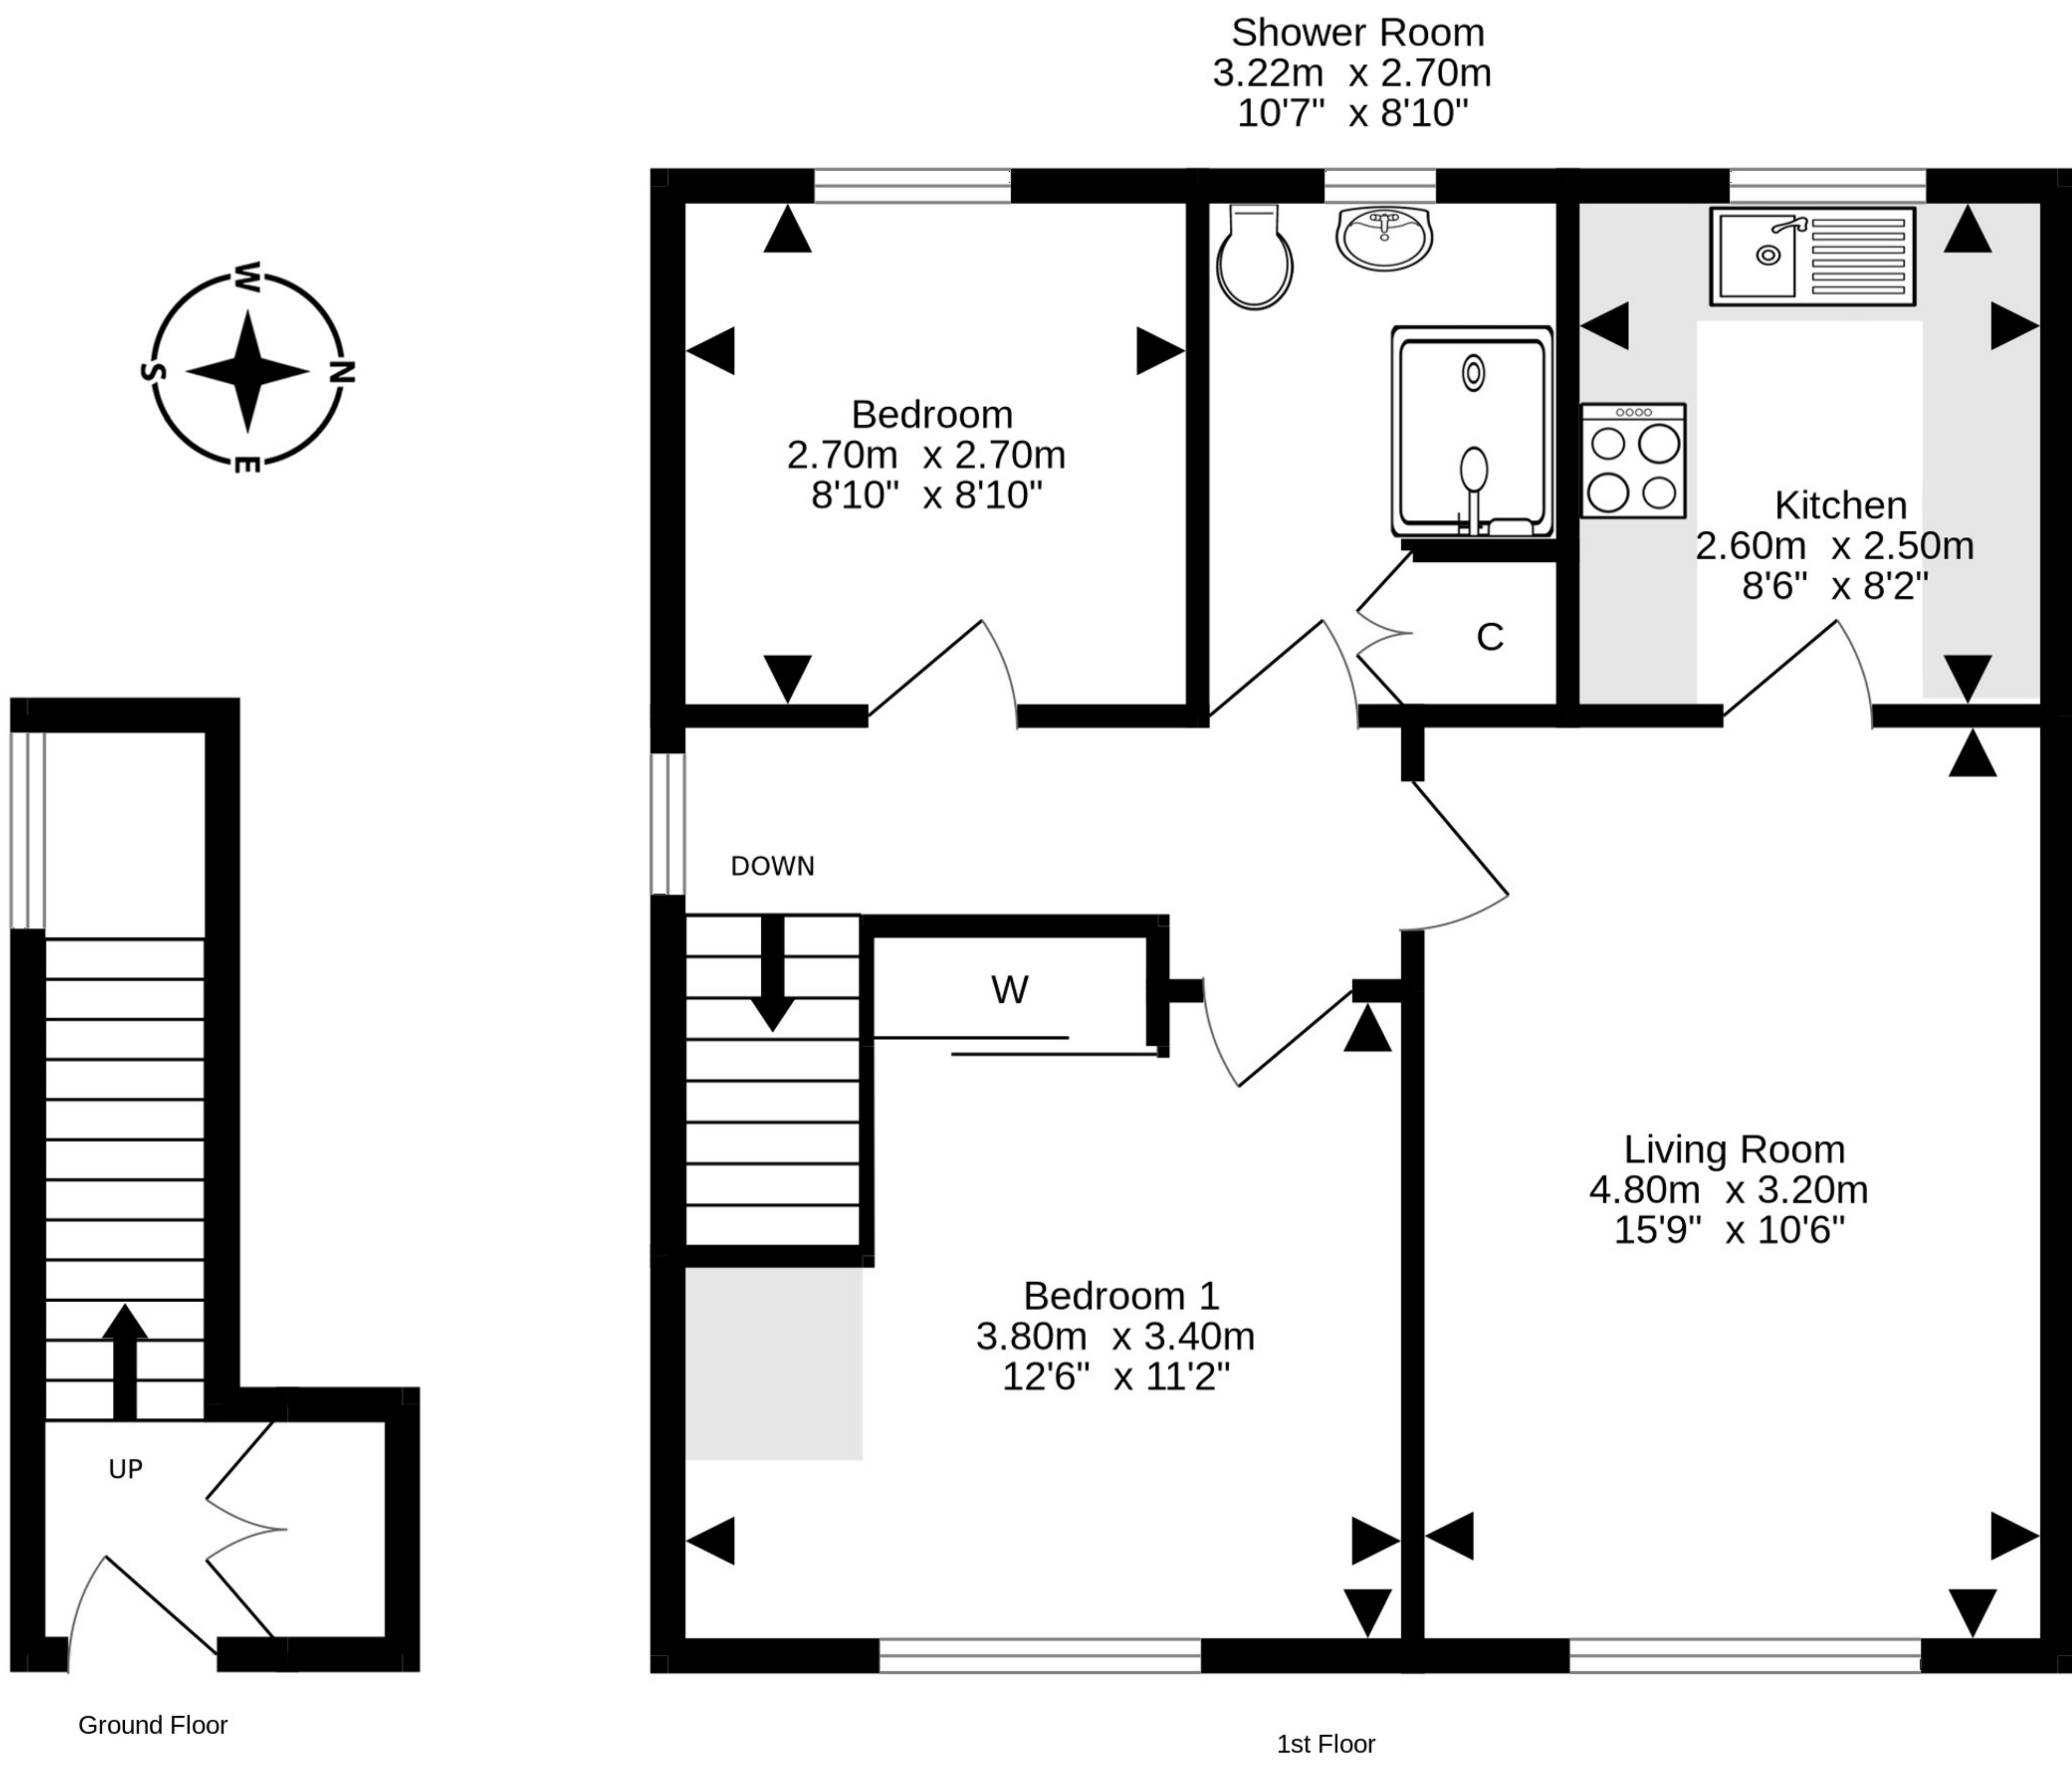 Shower Room
3.22m x 2.70m
10'7" x 8'10"
W
S
N
E
Bedroom
2.70m x 2.70m
8'10" x 8'10"
Kitchen
2.60m x 2.50m
8'6" x 8'2"
C
DOWN
W
Living Room
4.80m x 3.20m
15'9" x 10'6"
Bedroom 1
3.80m x 3.40m
12'6" x 11'2"
UP
Ground Floor
1st Floor